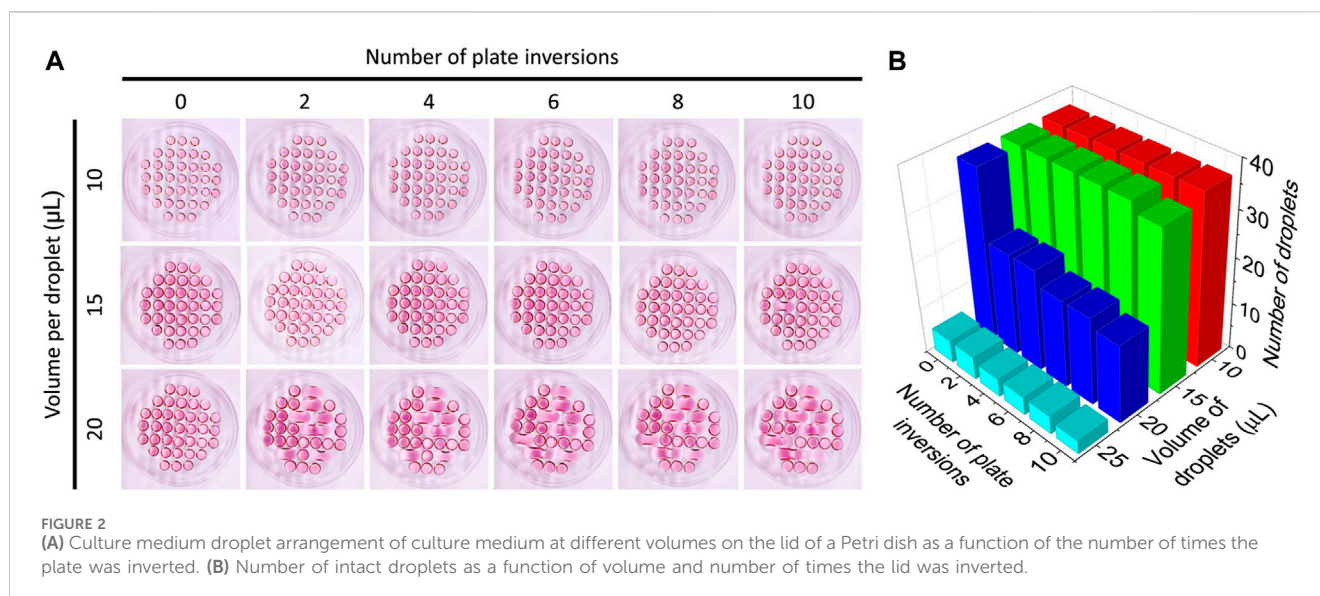 A
Number of plate inversions
0 2 4 6 8 10
Volume per droplet (µL)
10
15
20
B
40
30
20
10
0
Number of droplets
0
2
4
6
8
10
Number of plate
inversions
10
15
20
25
Volume of
droplets (µL)
FIGURE 2
(A) Culture medium droplet arrangement of culture medium at different volumes on the lid of a Petri dish as a function of the number of times the
plate was inverted. (B) Number of intact droplets as a function of volume and number of times the lid was inverted.